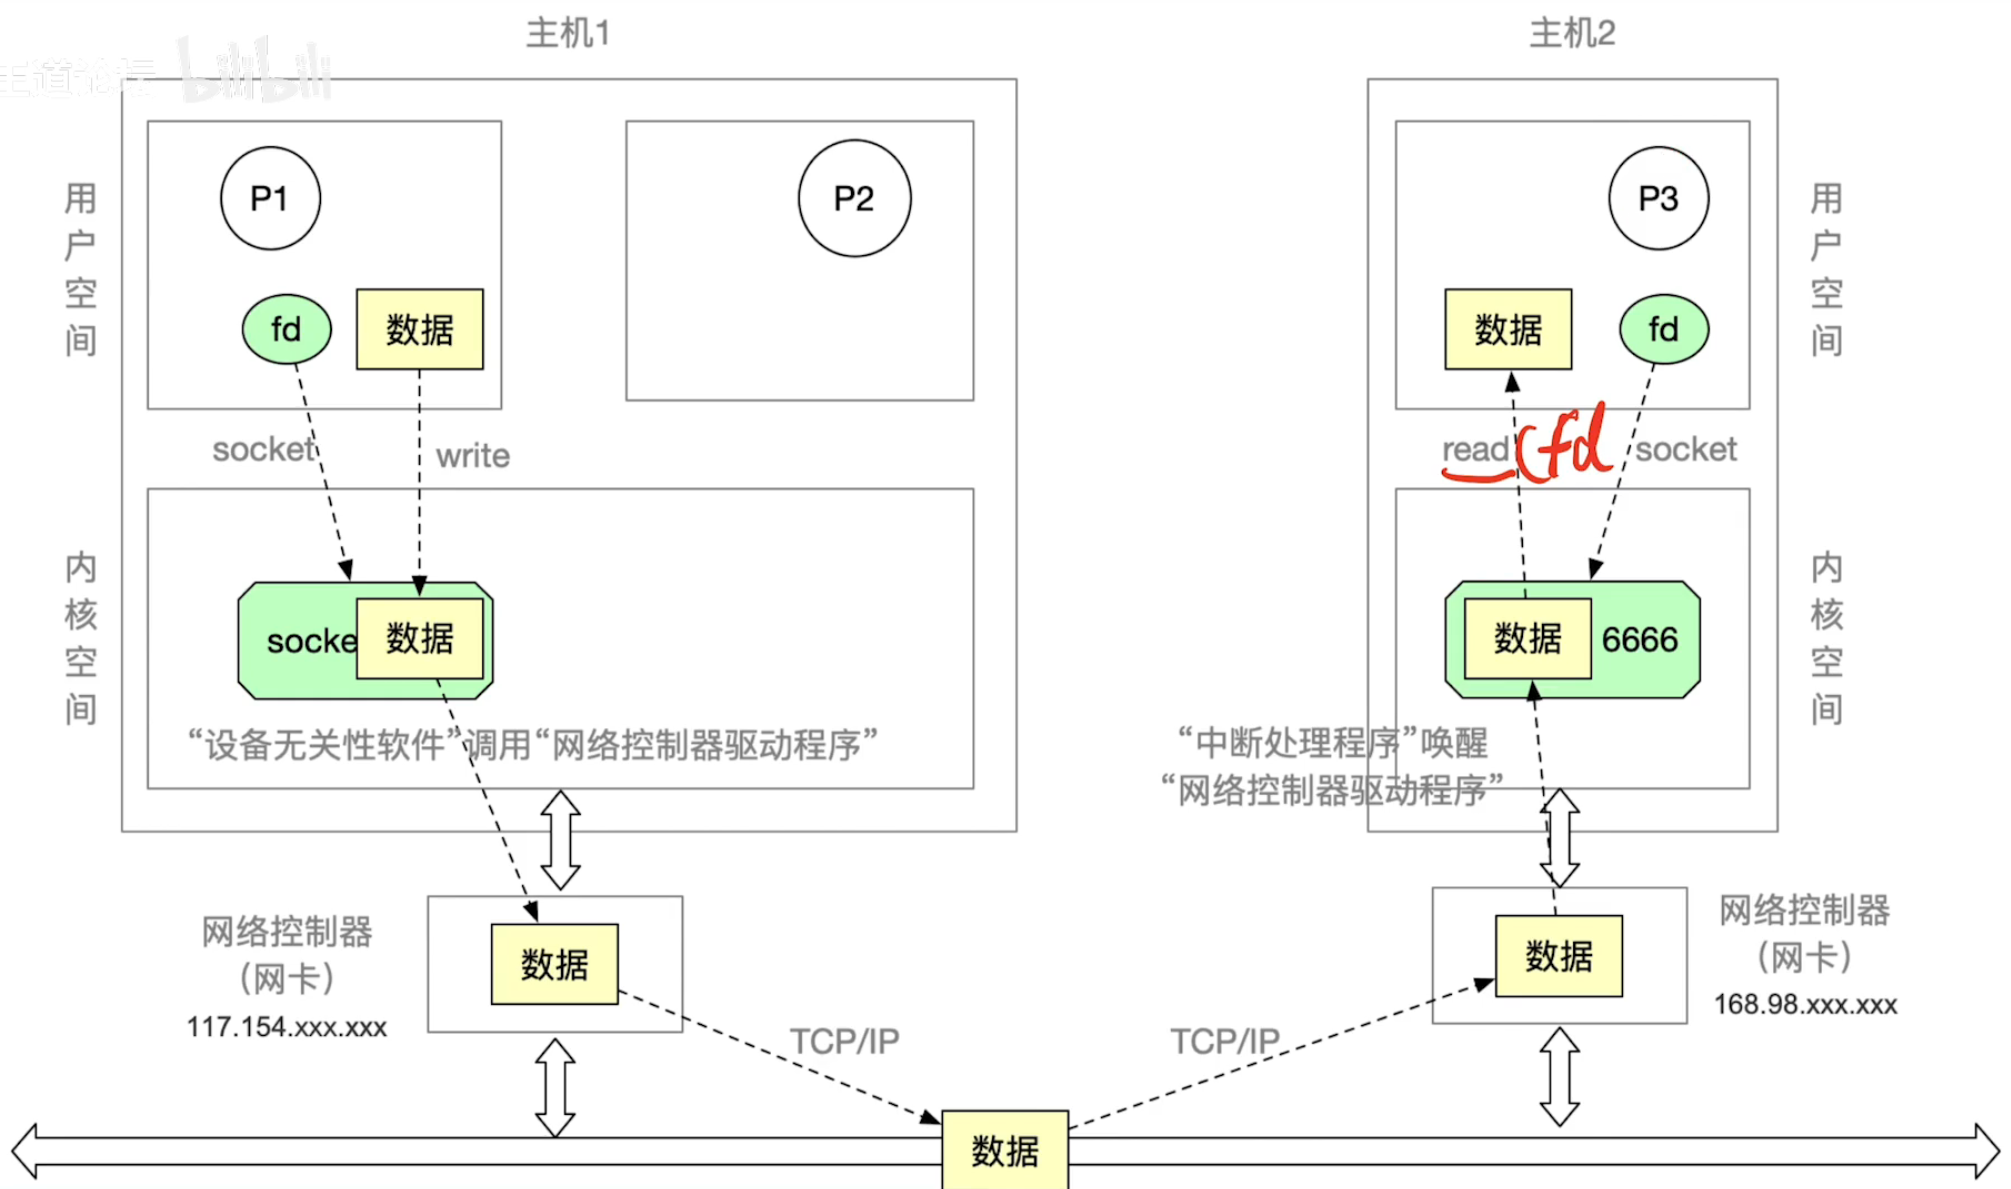 主机1
主机2
王道论坛 bilibili
P1
P2
P3
用户空间
用户空间
fd
数据
数据
fd
socket
write
read (fd
socket
内核空间
内核空间
socke
数据
数据
6666
“设备无关性软件”调用“网络控制器驱动程序”
“中断处理程序”唤醒
“网络控制器驱动程序”
网络控制器
(网卡)
117.154.xxx.xxx
数据
数据
网络控制器
(网卡)
168.98.xxx.xxx
TCP/IP
TCP/IP
数据